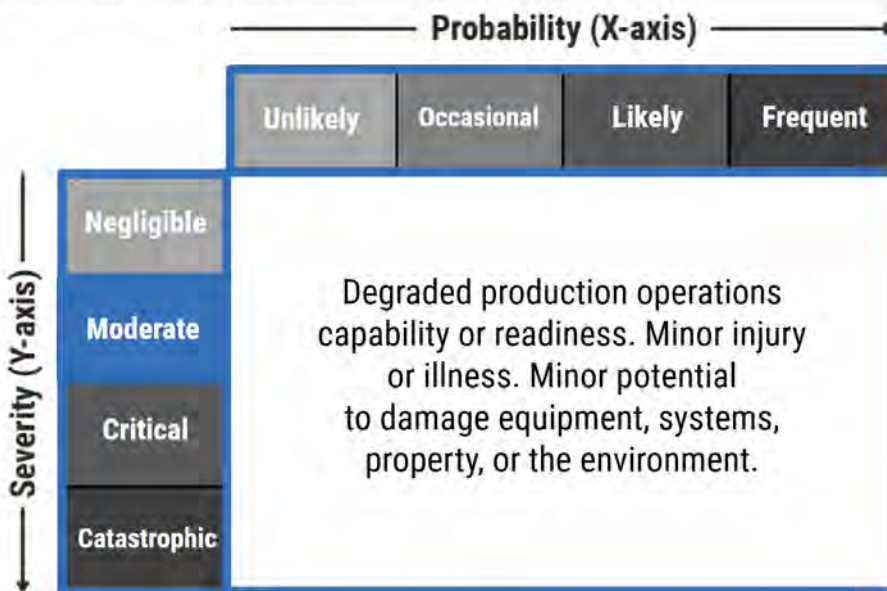 Probability (X-axis)
Unlikely
Occasional
Likely
Frequent
Severity (Y-axis)
Negligible
Moderate
Critical
Catastrophic
Degraded production operations
capability or readiness. Minor injury
or illness. Minor potential
to damage equipment, systems,
property, or the environment.